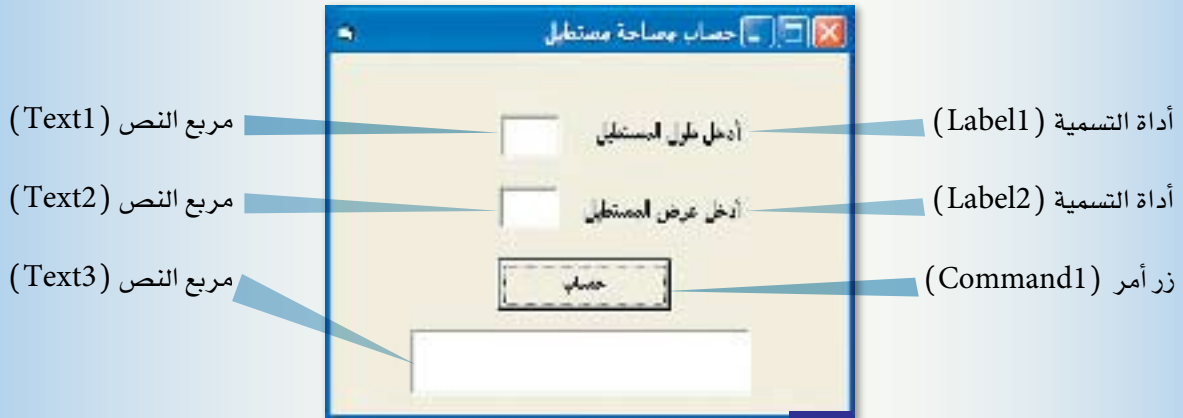 حساب مساحة مستطيل
أداة التسمية (Label1)
أدخل طول المستطيل
مربع النص (Text1)
أداة التسمية (Label2)
أدخل عرض المستطيل
مربع النص (Text2)
زر أمر (Command1)
حساب
مربع النص (Text3)